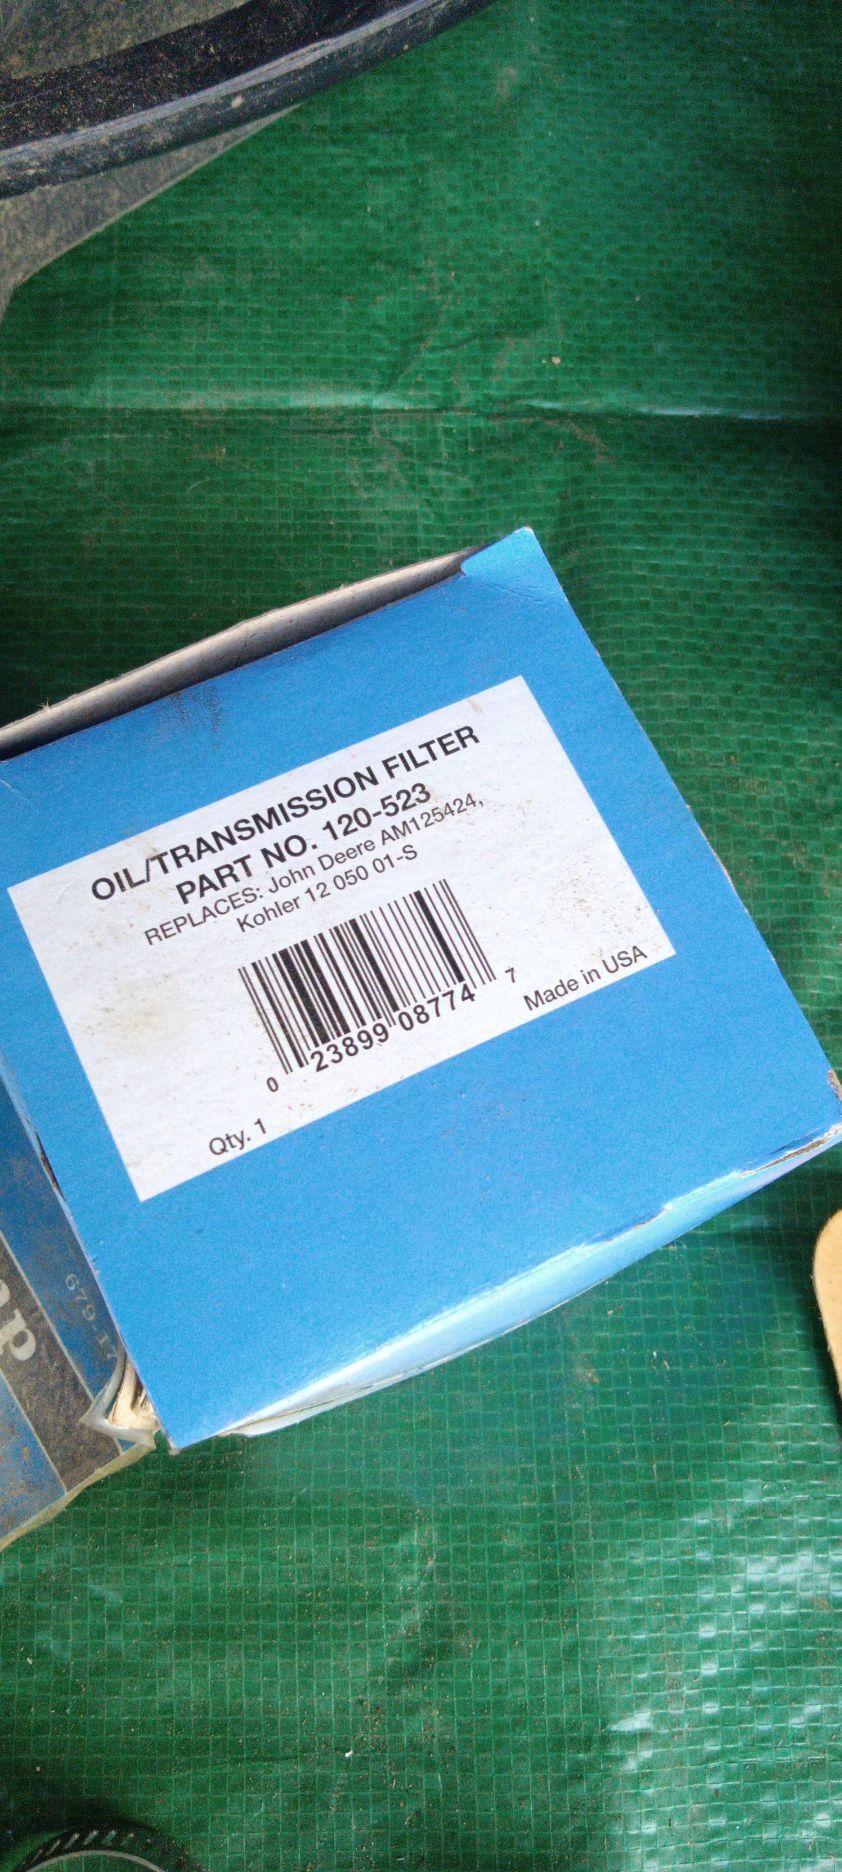 OIL/TRANSMISSION FILTER
PART NO. 120-523
REPLACES: John Deere AM125424,
Kohler 12 050 01-S
0 23899 08774 7
Made in USA
Qty. 1